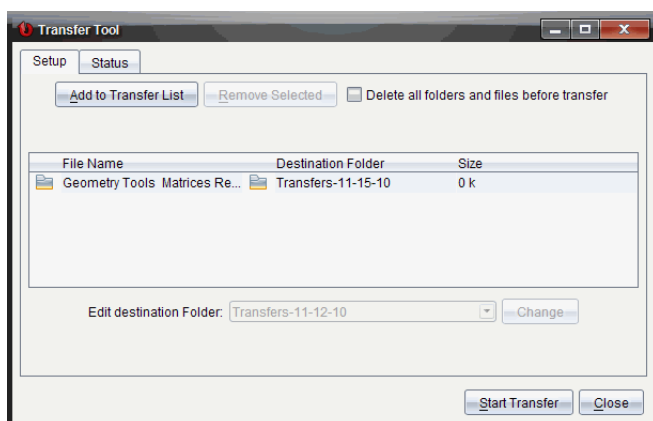 Transfer Tool
Setup Status
Add to Transfer List Remove Selected Delete all folders and files before transfer
File Name Destination Folder Size
Geometry Tools Matrices Re... Transfers-11-15-10 0 k
Edit destination Folder: Transfers-11-12-10 Change
Start Transfer Close